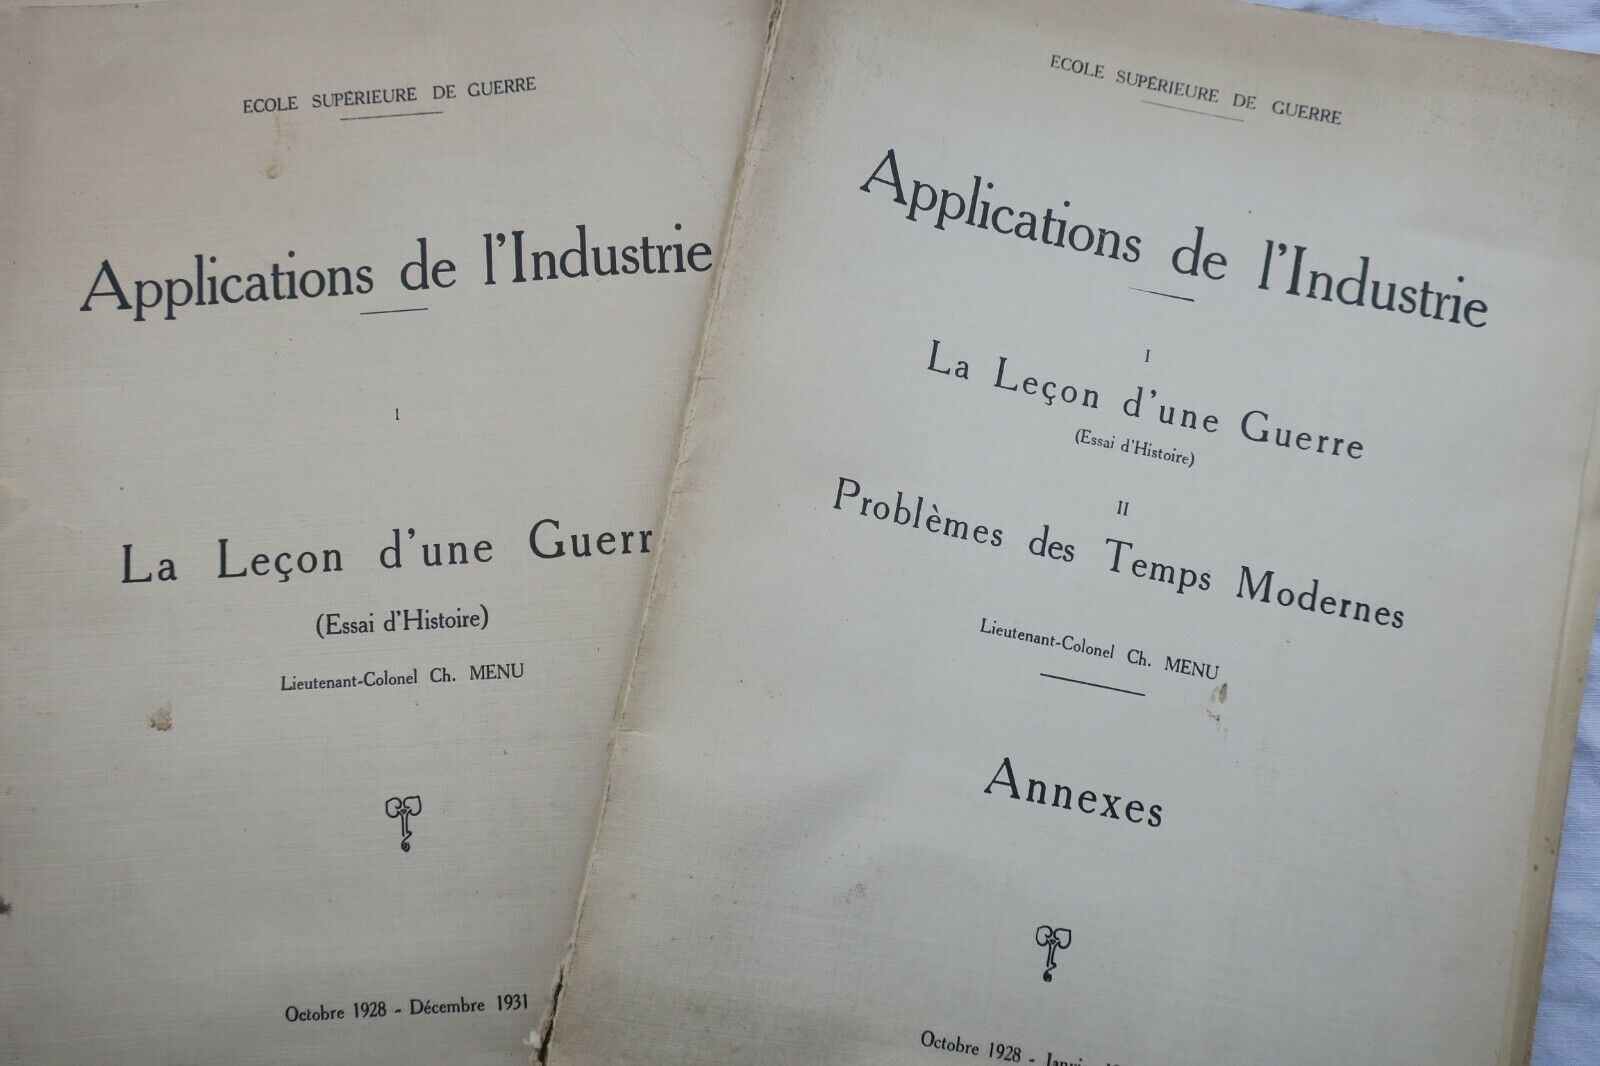 ECOLE SUPÉRIEURE DE GUERRE
Applications de l'Industrie
I
La Leçon d'une Guerr
(Essai d'Histoire)
Lieutenant-Colonel Ch. MENU
Octobre 1928 - Décembre 1931
ECOLE SUPÉRIEURE DE GUERRE
Applications de l'Industrie
I
La Leçon d'une Guerre
(Essai d'Histoire)
II
Problèmes des Temps Modernes
Lieutenant-Colonel Ch. MENU
Annexes
Octobre 1928 -